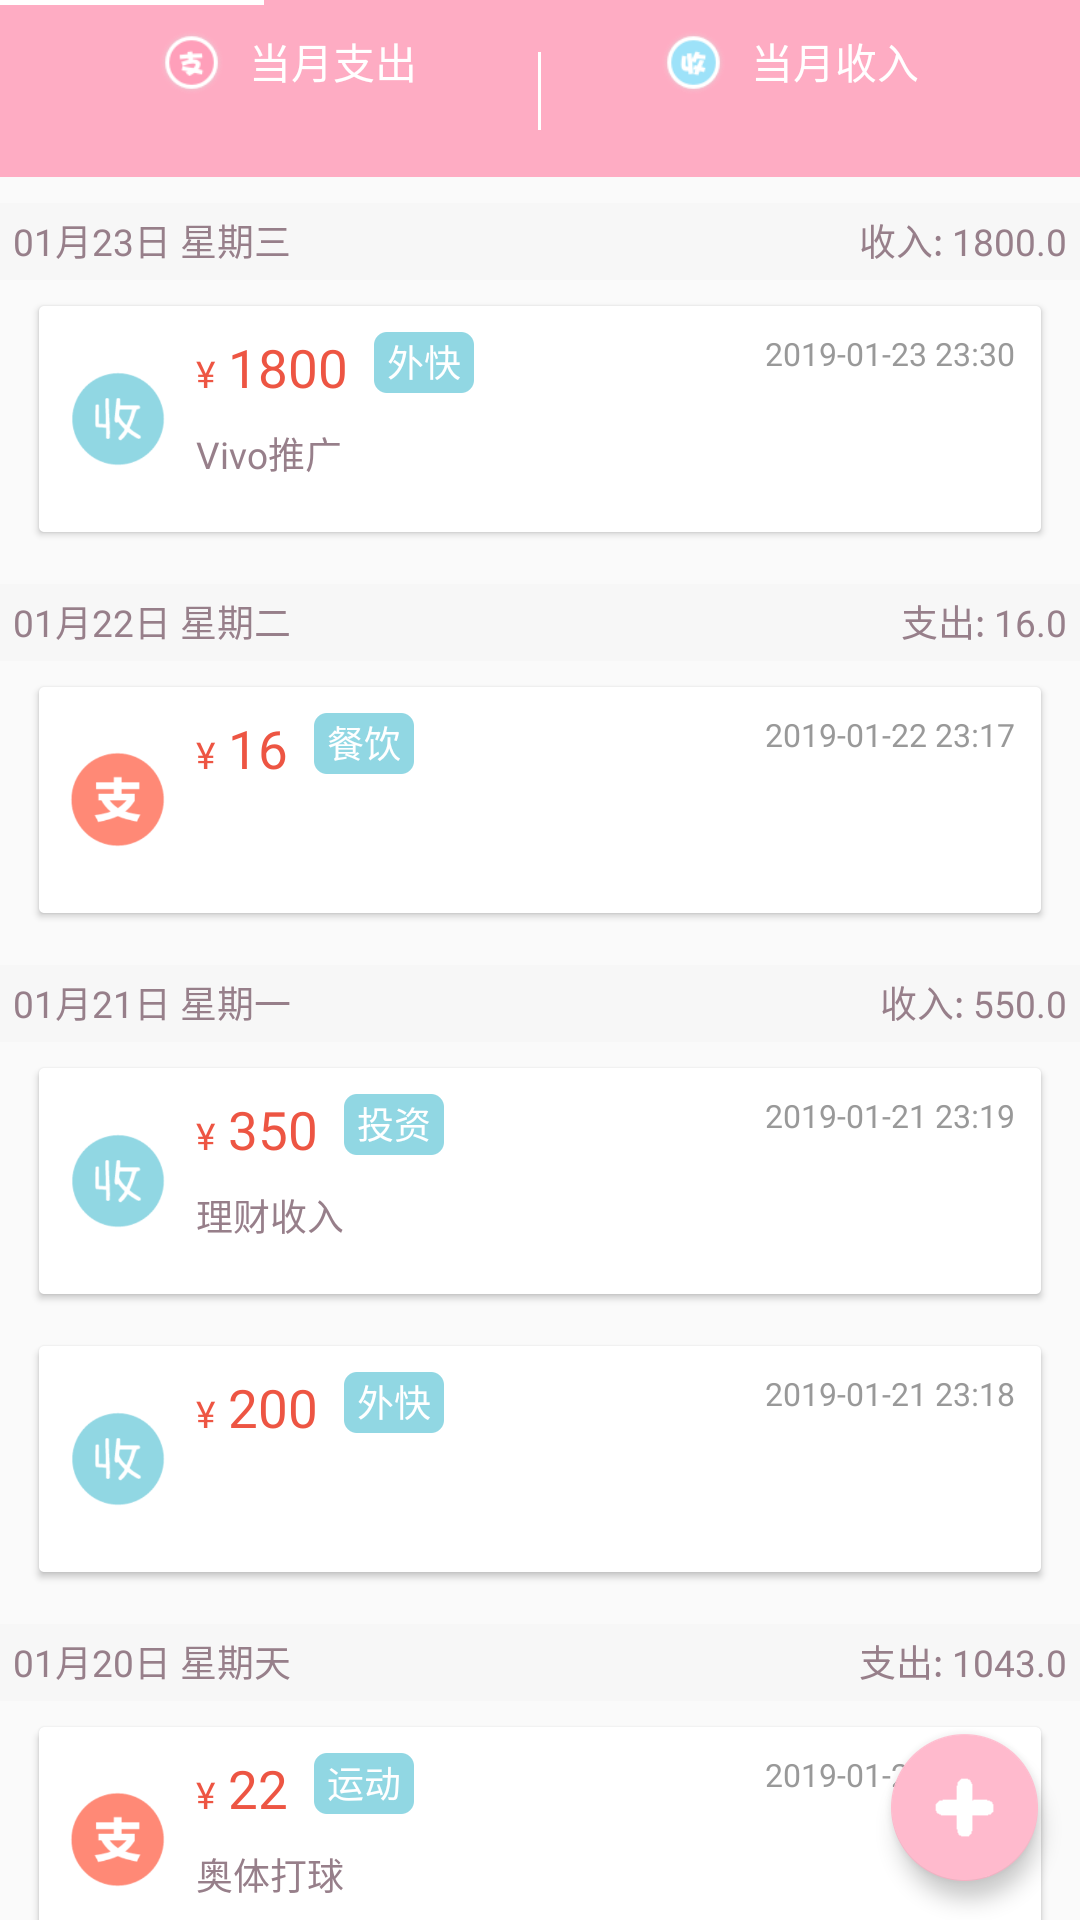 支 当月支出 收 当月收入
01月23日 星期三 收入: 1800.0
¥ 1800 外快 2019-01-23 23:30
收
Vivo推广
01月22日 星期二 支出: 16.0
¥ 16 餐饮 2019-01-22 23:17
支
01月21日 星期一 收入: 550.0
¥ 350 投资 2019-01-21 23:19
收
理财收入
¥ 200 外快 2019-01-21 23:18
收
01月20日 星期天 支出: 1043.0
¥ 22 运动 2019-01-2
支
奥体打球